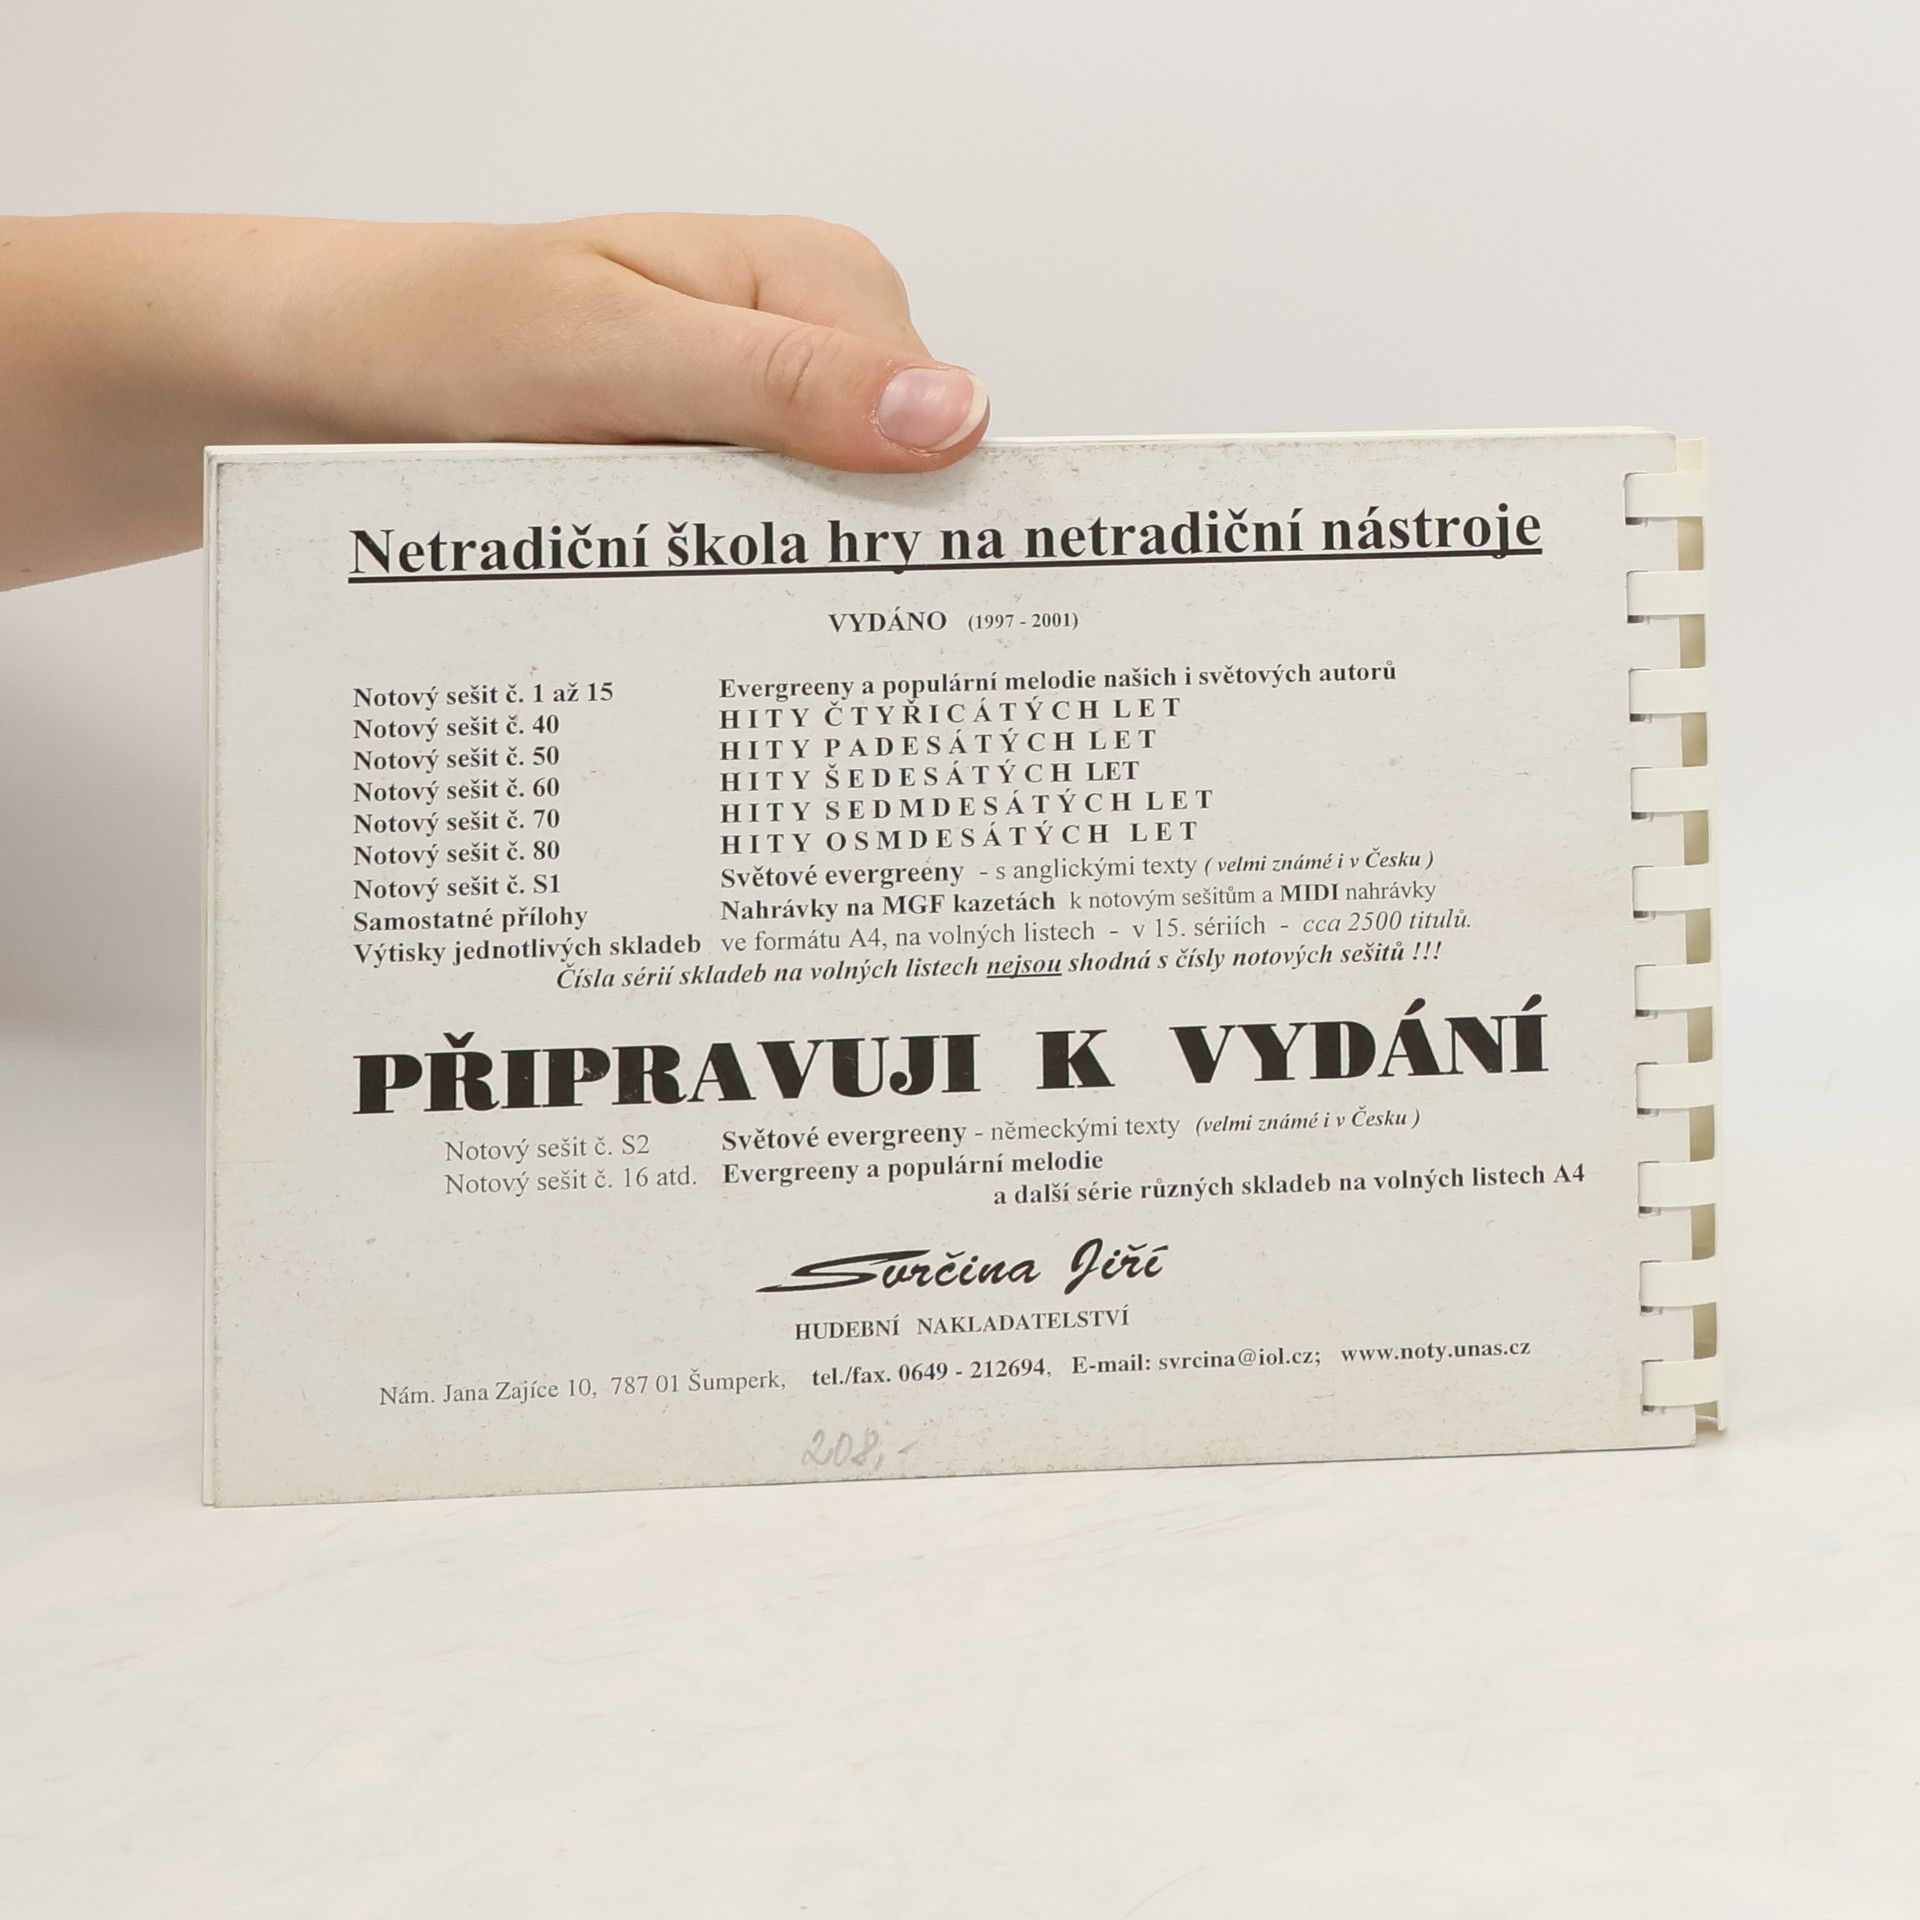 Netradiční škola hry na netradiční nástroje
VYDÁNO (1997 - 2001)
Notový sešit č. 1 až 15 Evergreeny a populární melodie našich i světových autorů
Notový sešit č. 40 HITY ČTYŘICÁTÝCH LET
Notový sešit č. 50 HITY PADESÁTÝCH LET
Notový sešit č. 60 HITY ŠEDESÁTÝCH LET
Notový sešit č. 70 HITY SEDMDESÁTÝCH LET
Notový sešit č. 80 HITY OSMDESÁTÝCH LET
Notový sešit č. S1 Světové evergreeny - s anglickými texty ( velmi známé i v Česku )
Samostatné přílohy Nahrávky na MGF kazetách k notovým sešitům a MIDI nahrávky
Výtisky jednotlivých skladeb ve formátu A4, na volných listech - v 15. sériích - cca 2500 titulů.
Čísla sérií skladeb na volných listech nejsou shodná s čísly notových sešitů !!!
PŘIPRAVUJI K VYDÁNÍ
Notový sešit č. S2 Světové evergreeny - německými texty (velmi známé i v Česku )
Notový sešit č. 16 atd. Evergreeny a populární melodie
a další série různých skladeb na volných listech A4
Svrčina Jiří
HUDEBNÍ NAKLADATELSTVÍ
Nám. Jana Zajíce 10, 787 01 Šumperk, tel./fax. 0649 - 212694, E-mail: svrcina@iol.cz; www.noty.unas.cz
208,-